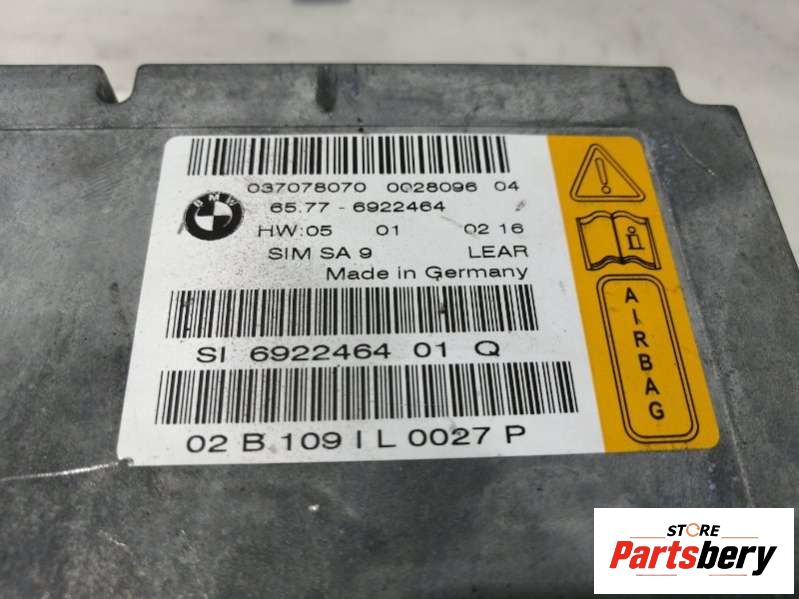 037078070 0028096 04
BMW
65.77 - 6922464
HW:05 01 02 16
SIM SA 9 LEAR
Made in Germany
SI 6922464 01 Q
02 B 109 I L 0027 P
AIRBAG
STORE
Partsbery